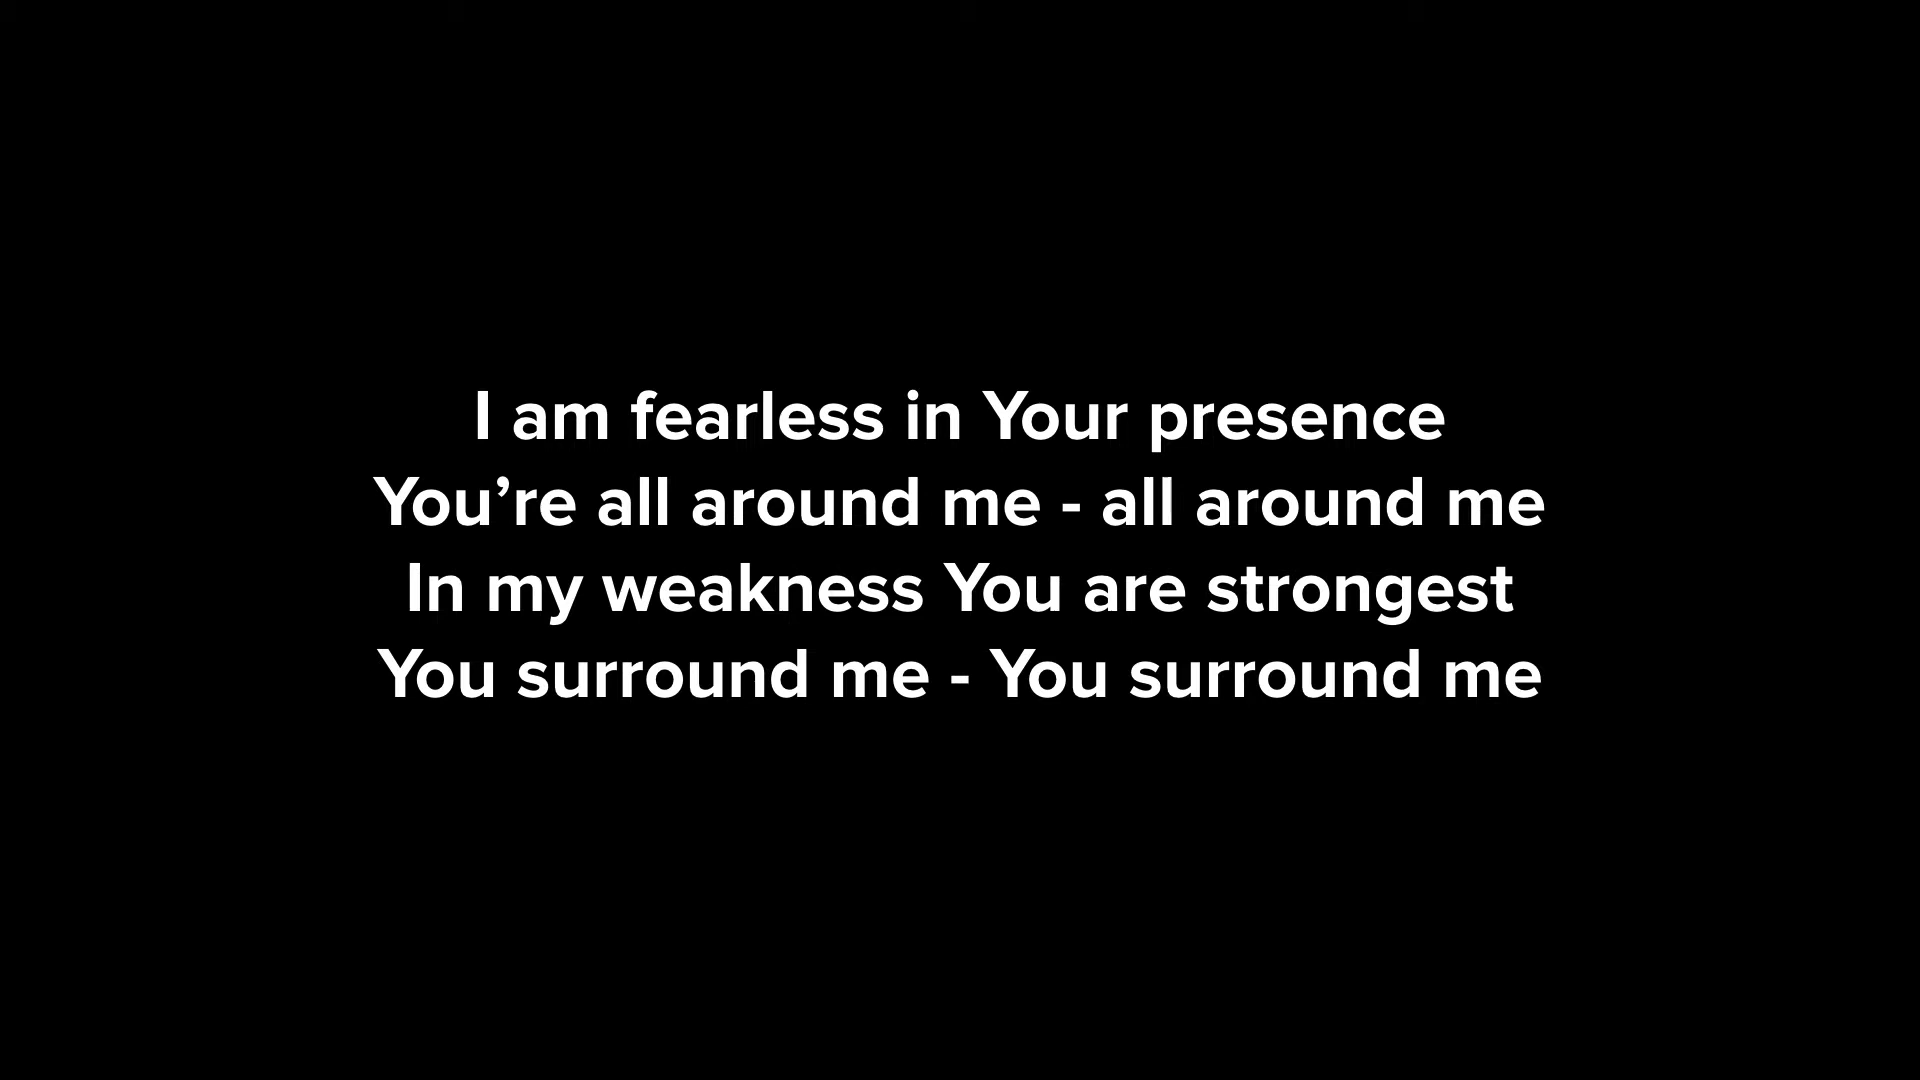 I am fearless in Your presence
You’re all around me - all around me
In my weakness You are strongest
You surround me - You surround me